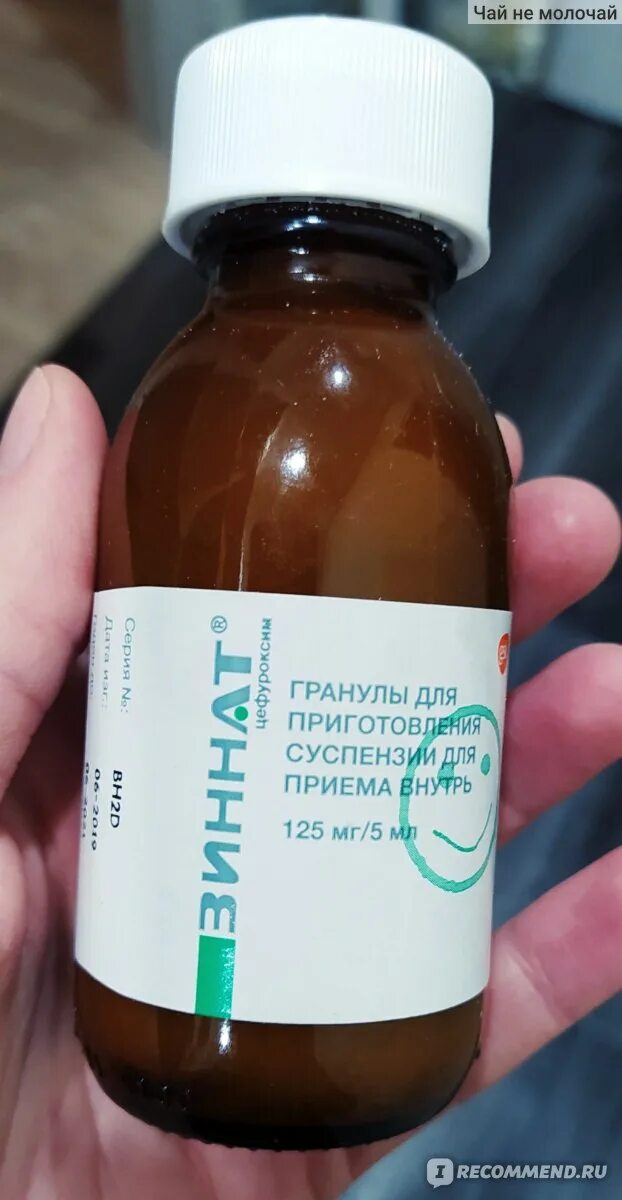 Чай не молочай
ЗИННАТ®
цефуроксим
ГРАНУЛЫ ДЛЯ
ПРИГОТОВЛЕНИЯ
СУСПЕНЗИИ ДЛЯ
ПРИЕМА ВНУТРЬ
125 мг/5 мл
Серия №: BH2D
Дата изг.: 06-2019
IRECOMMEND.RU